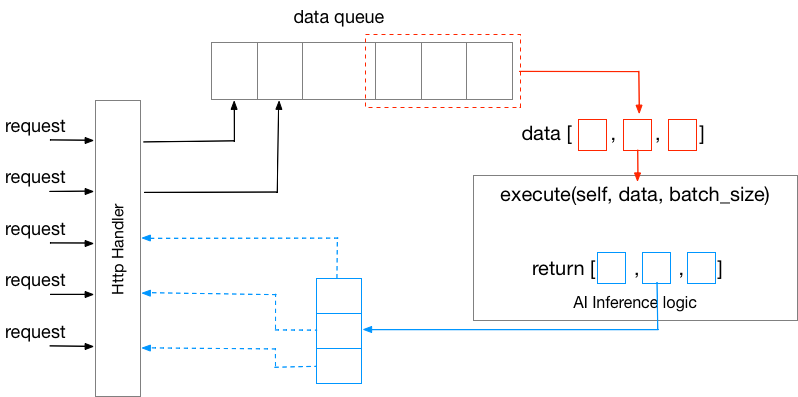 data queue
request
request
request
request
request
Http Handler
data [ , , ]
execute(self, data, batch_size)
return [ , , ]
AI Inference logic